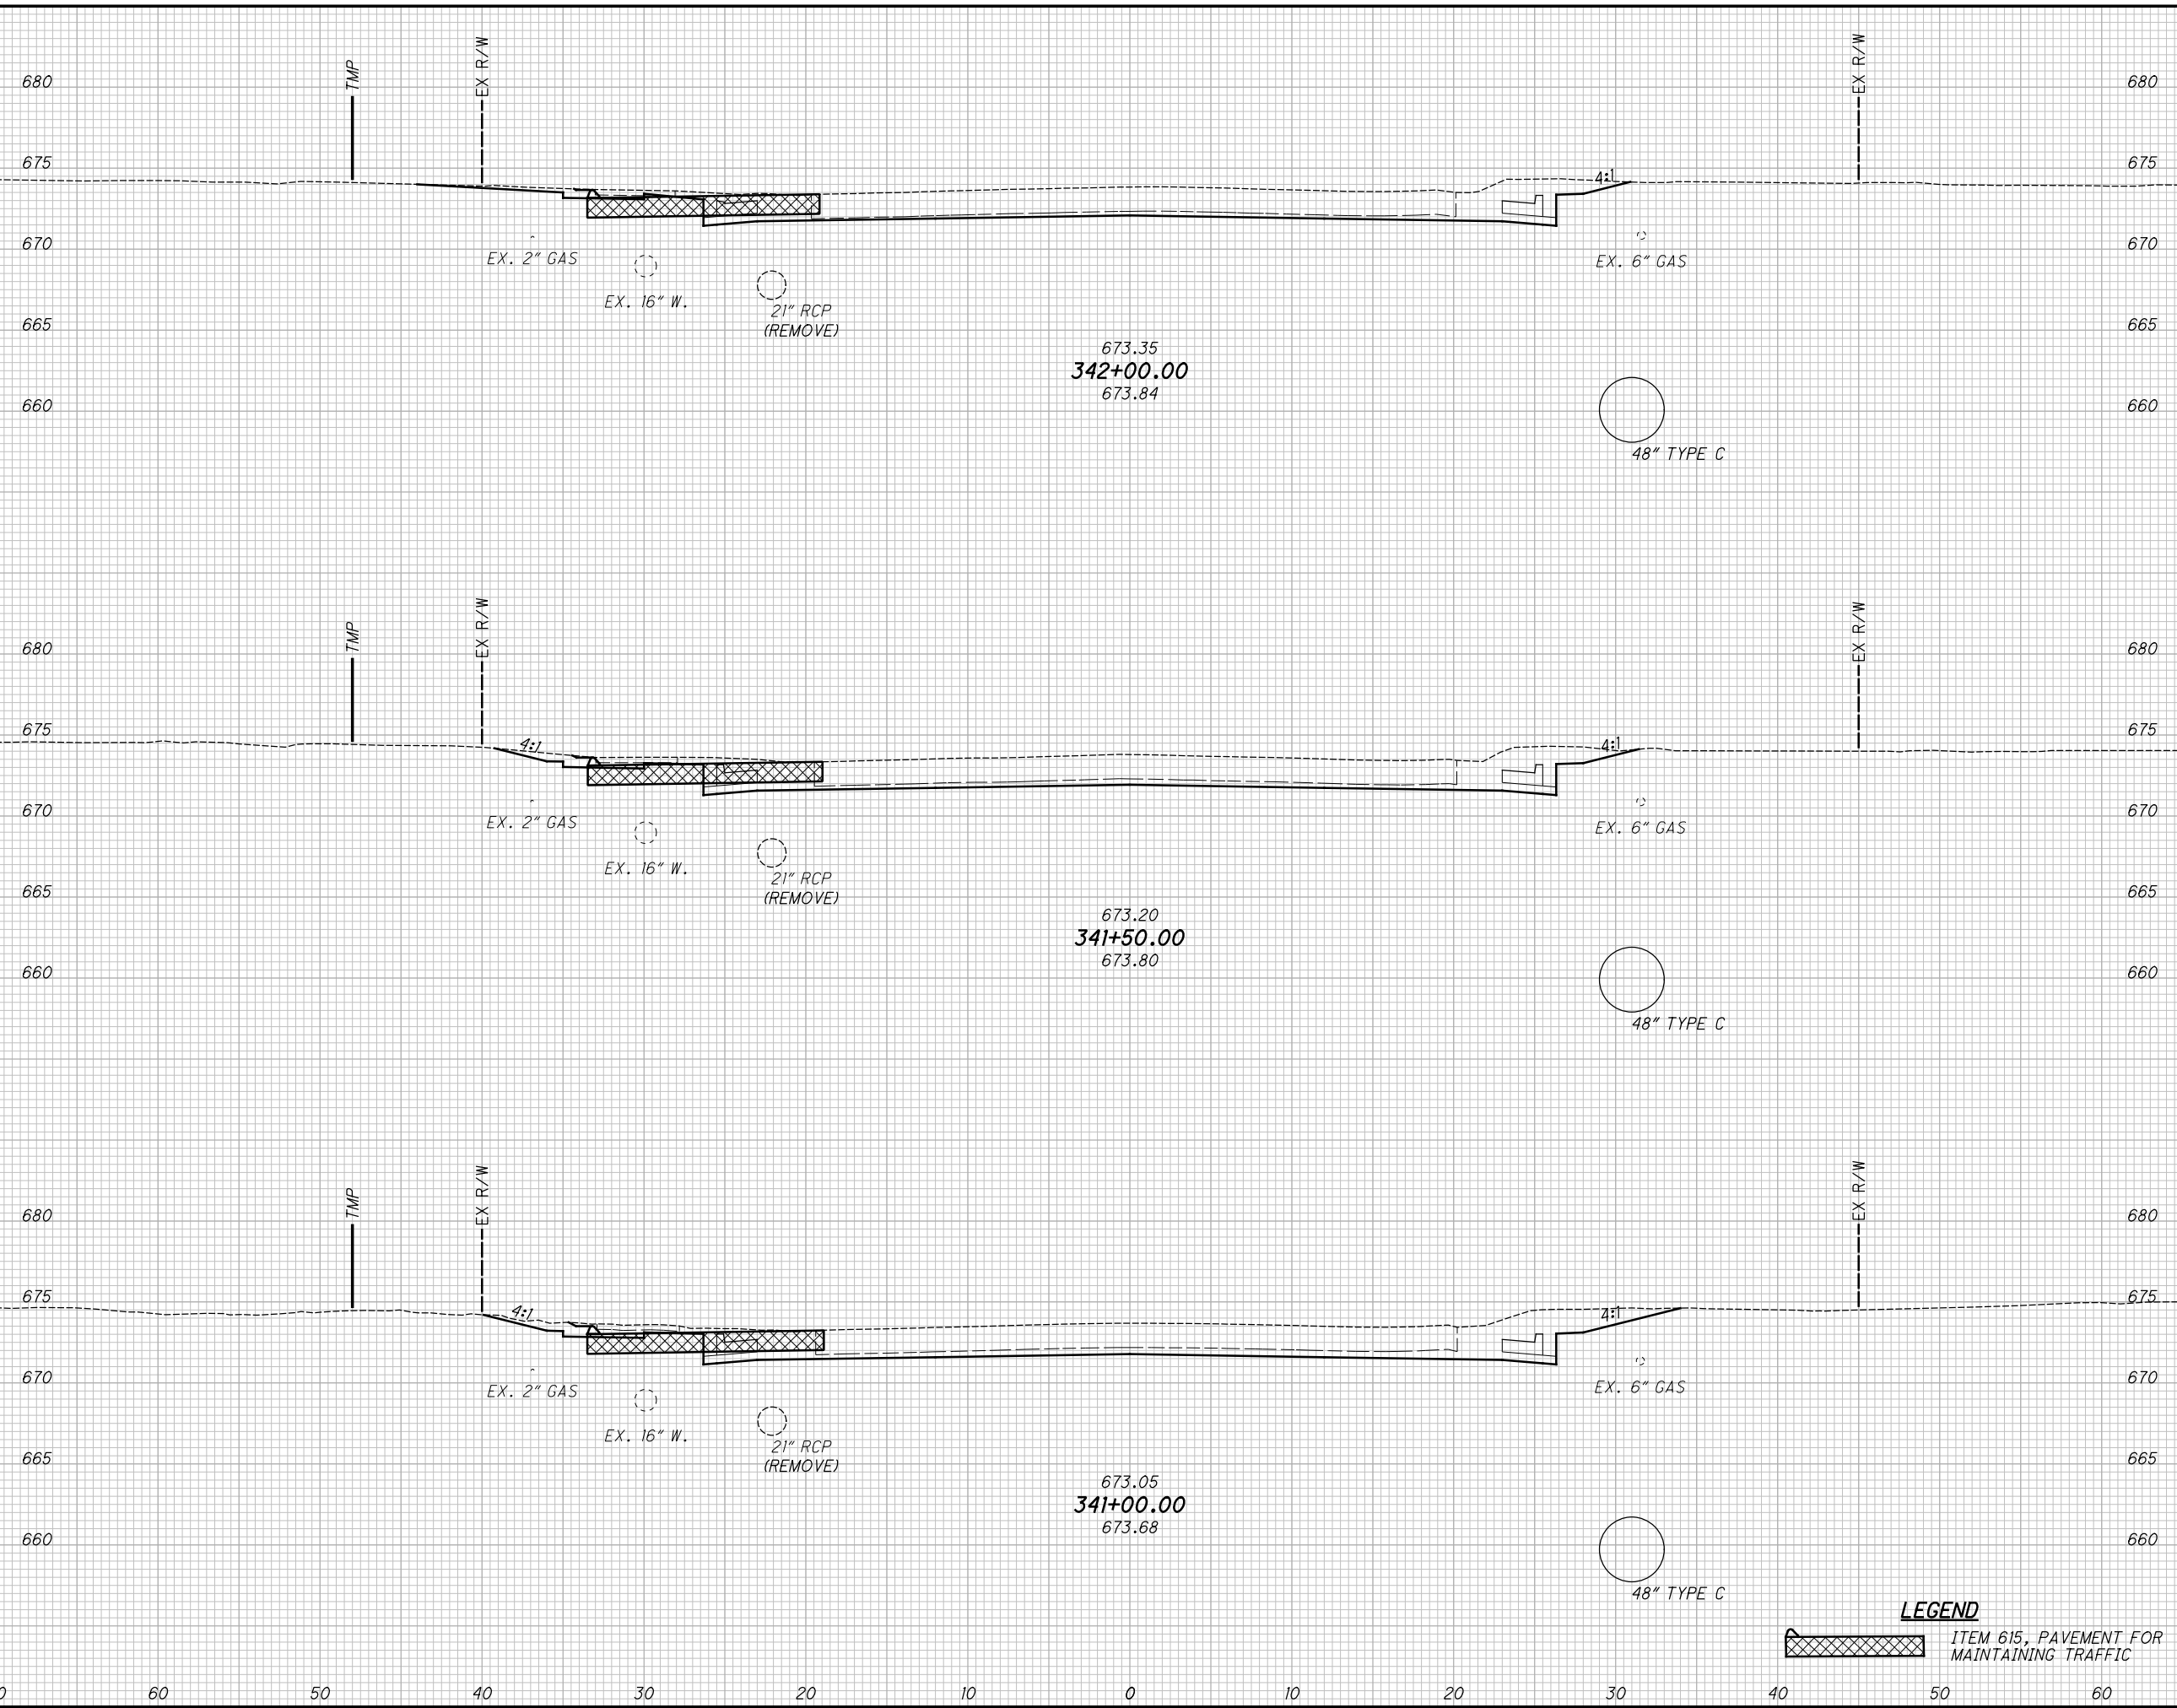 TMP
EX R/W
EX R/W
680
680
675
4:1
675
670
EX. 2" GAS
EX. 6" GAS
670
EX. 16" W.
21" RCP
(REMOVE)
665
665
673.35
342+00.00
673.84
660
660
48" TYPE C
TMP
EX R/W
EX R/W
680
680
675
4:1
4:1
675
670
EX. 2" GAS
EX. 6" GAS
670
EX. 16" W.
21" RCP
(REMOVE)
665
665
673.20
341+50.00
673.80
660
660
48" TYPE C
TMP
EX R/W
EX R/W
680
680
675
4:1
4:1
675
670
EX. 2" GAS
EX. 6" GAS
670
EX. 16" W.
21" RCP
(REMOVE)
665
665
673.05
341+00.00
673.68
660
660
48" TYPE C
LEGEND
ITEM 615, PAVEMENT FOR
MAINTAINING TRAFFIC
60 50 40 30 20 10 0 10 20 30 40 50 60